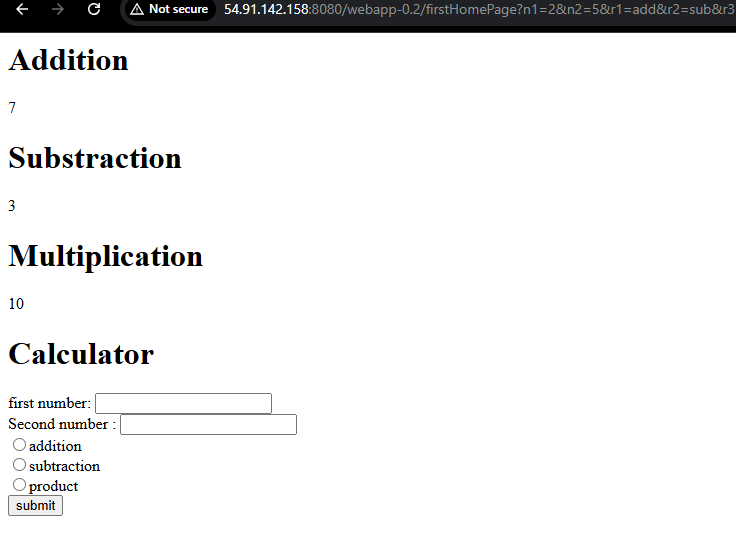 Not secure 54.91.142.158:8080/webapp-0.2/firstHomePage?n1=2&n2=5&r1=add&r2=sub&r3
Addition
7
Substraction
3
Multiplication
10
Calculator
first number:
Second number :
addition
subtraction
product
submit